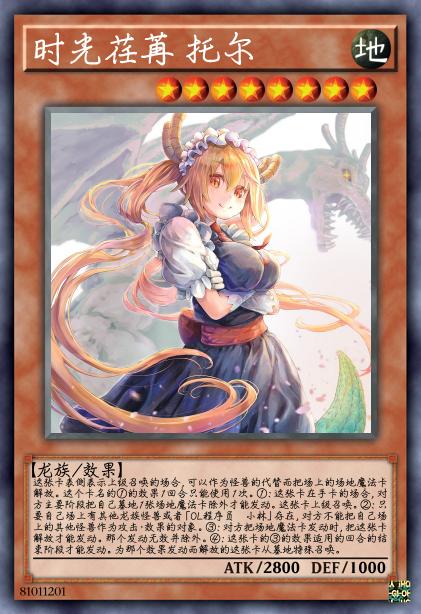 时光荏苒 托尔
地
【龙族/效果】
这张卡表侧表示上级召唤的场合，可以作为怪兽的代替而把场上的场地魔法卡
解放。这个卡名的①的效果1回合只能使用1次。①：这张卡在手卡的场合，对
方主要阶段把自己墓地1张场地魔法卡除外才能发动。这张卡上级召唤。②：只
要自己场上有其他龙族怪兽或者「OL程序员 小林」存在，对方不能把自己场
上的其他怪兽作为攻击·效果的对象。③：对方把场地魔法卡发动时，把这张卡
解放才能发动。那个发动无效并除外。④：这张卡的③的效果适用的回合的结
束阶段才能发动。为那个效果发动而解放的这张卡从墓地特殊召唤。
ATK/2800 DEF/1000
81011201